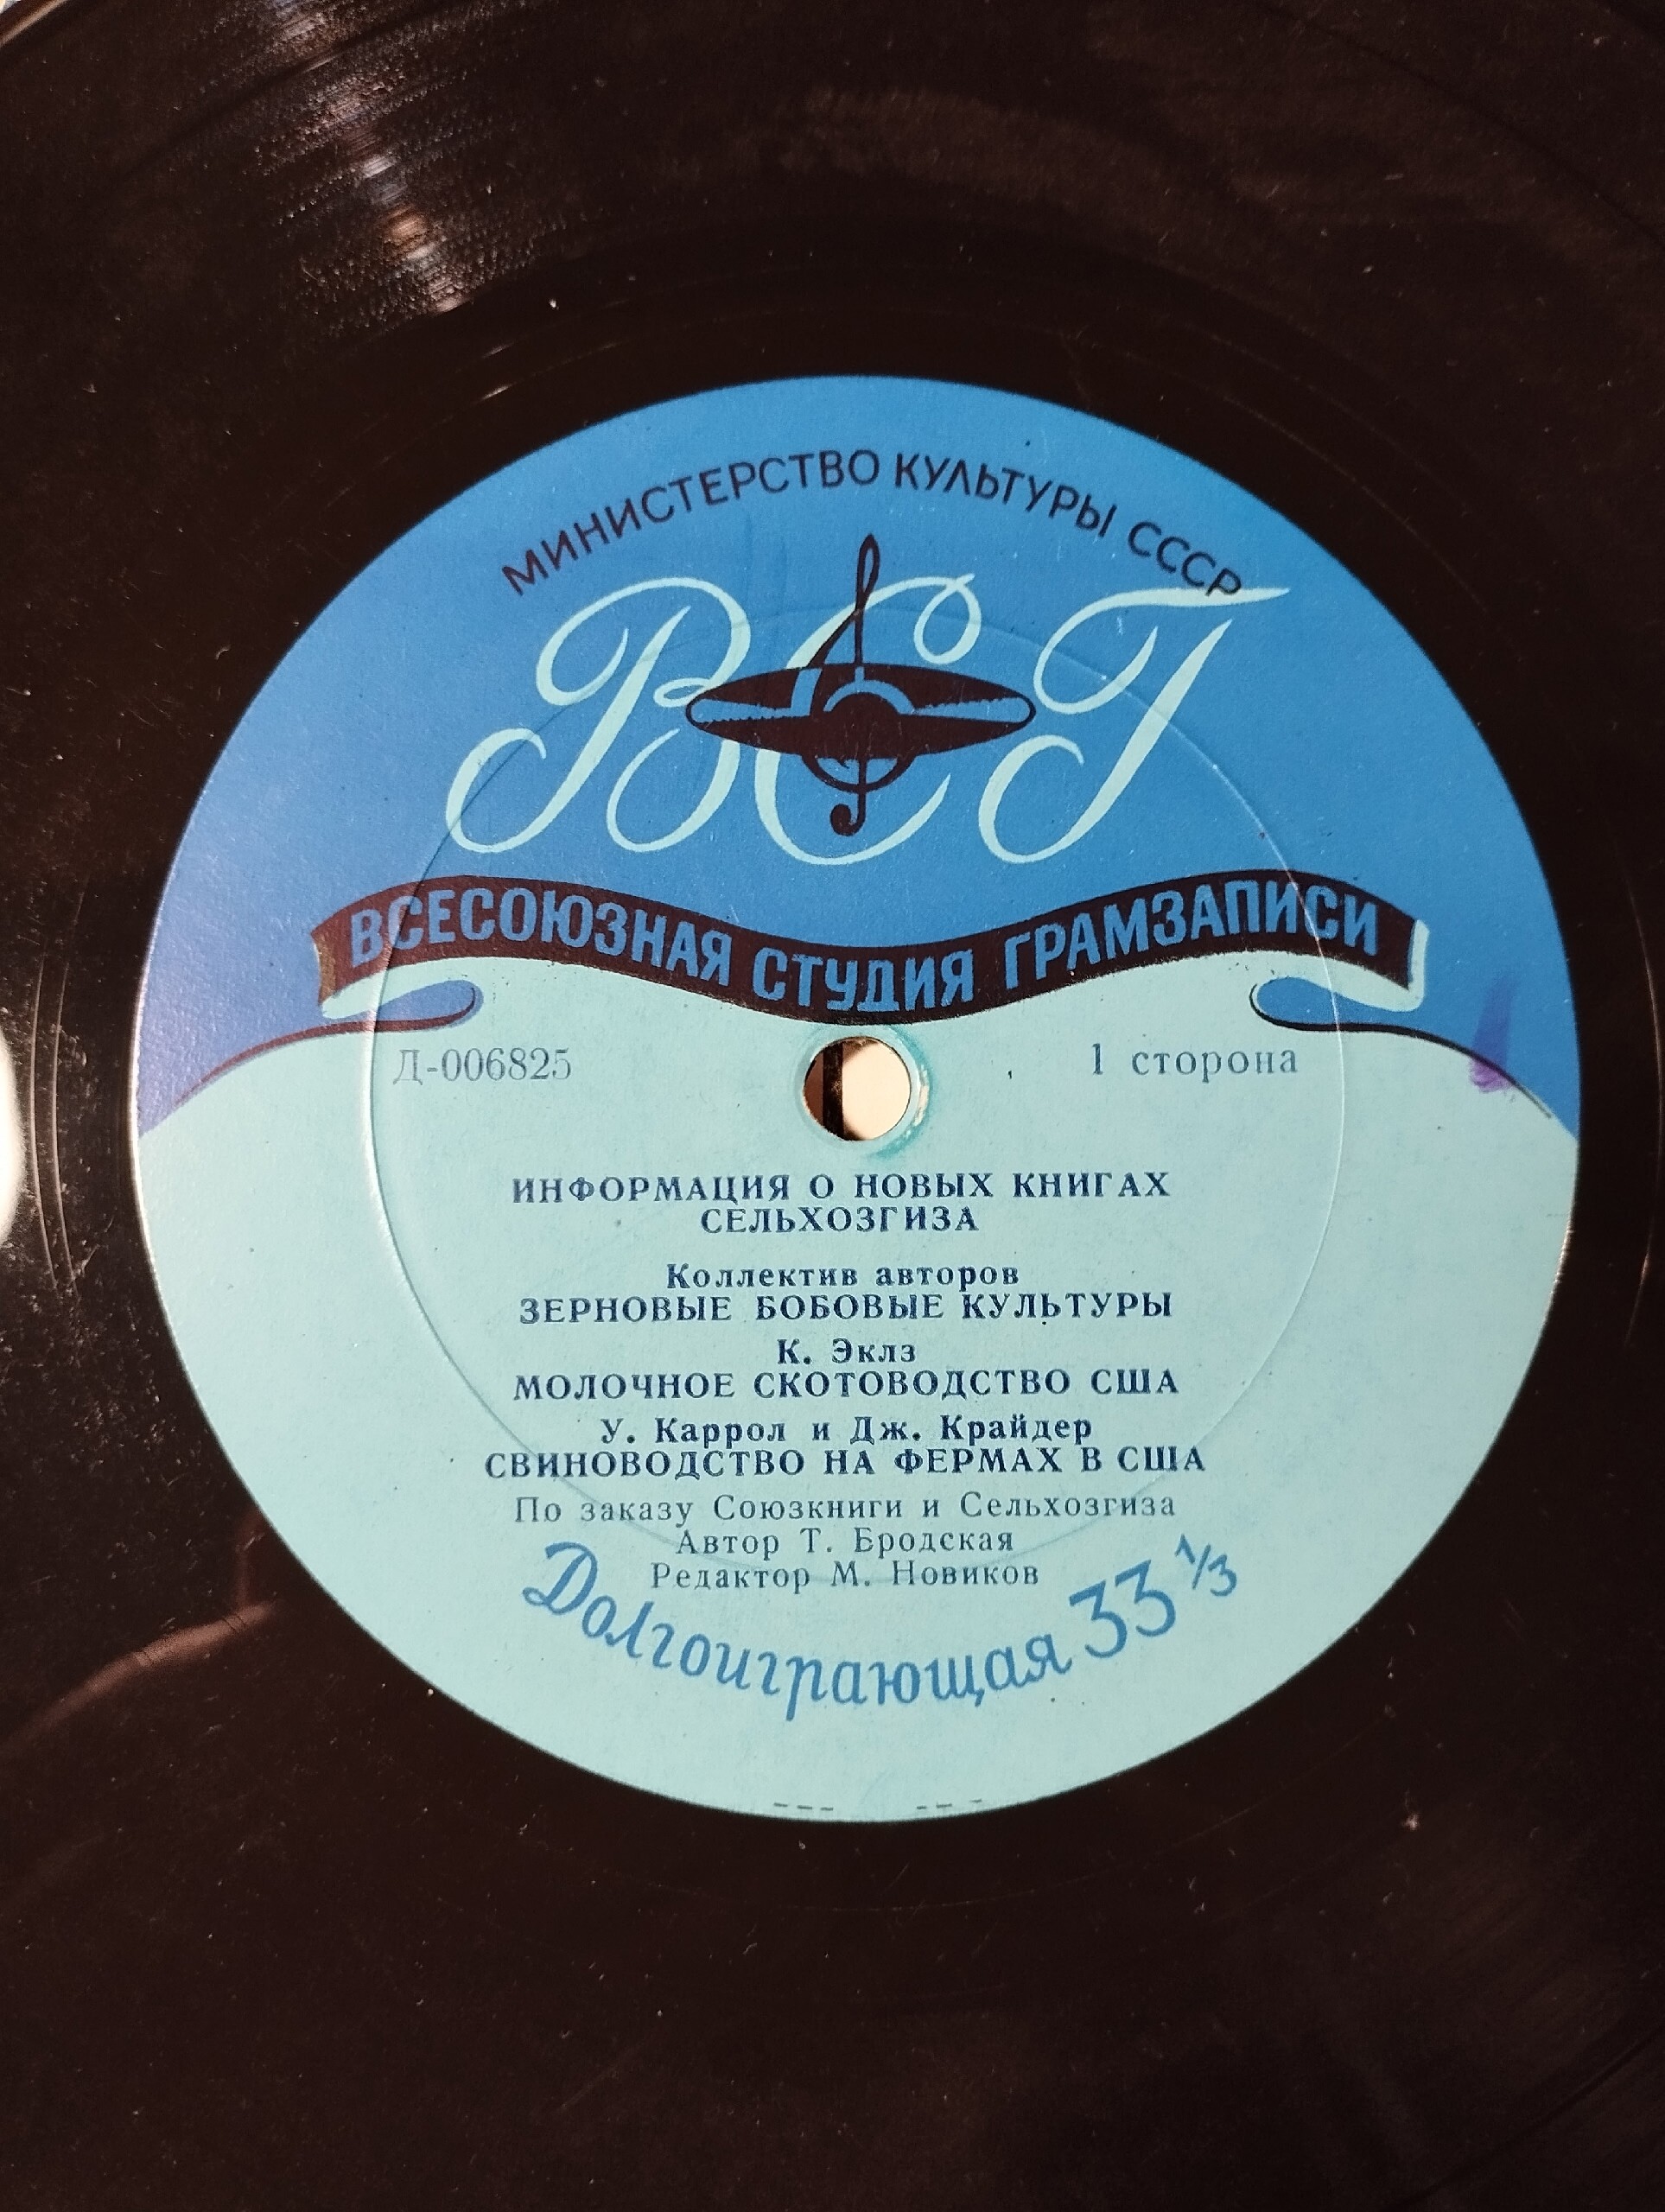 МИНИСТЕРСТВО КУЛЬТУРЫ СССР
ВСГ
ВСЕСОЮЗНАЯ СТУДИЯ ГРАМЗАПИСИ
Д-006825
1 сторона
ИНФОРМАЦИЯ О НОВЫХ КНИГАХ
СЕЛЬХОЗГИЗА
Коллектив авторов
ЗЕРНОВЫЕ БОБОВЫЕ КУЛЬТУРЫ
К. Эклз
МОЛОЧНОЕ СКОТОВОДСТВО США
У. Каррол и Дж. Крайдер
СВИНОВОДСТВО НА ФЕРМАХ В США
По заказу Союзкниги и Сельхозгиза
Автор Т. Бродская
Редактор М. Новиков
Долгоиграющая 33 1/3